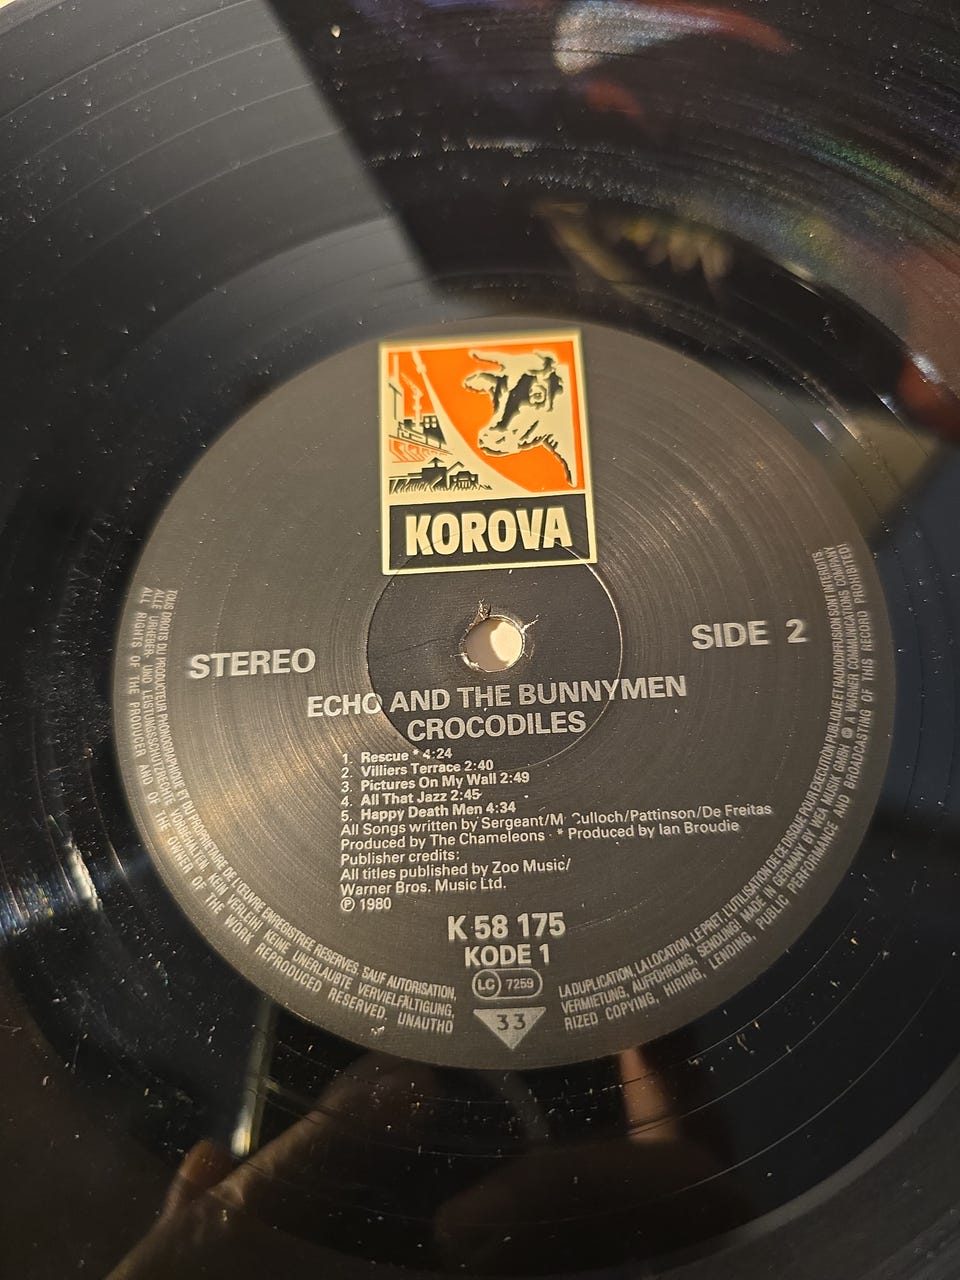 KOROVA
STEREO
SIDE 2
ECHO AND THE BUNNYMEN
CROCODILES
1. Rescue * 4:24
2. Villiers Terrace 2:40
3. Pictures On My Wall 2:49
4. All That Jazz 2:45
5. Happy Death Men 4:34
All Songs written by Sergeant/Mc Culloch/Pattinson/De Freitas
Produced by The Chameleons · * Produced by Ian Broudie
Publisher credits:
All titles published by Zoo Music/
Warner Bros. Music Ltd.
℗ 1980
K 58 175
KODE 1
LC 7259
33
TOUS DROITS DU PRODUCTEUR PHONOGRAPHIQUE ET DU PROPRIETAIRE DE L'ŒUVRE ENREGISTREE RESERVES. SAUF AUTORISATION, LA DUPLICATION, LA LOCATION, LE PRET, L'UTILISATION DE CE DISQUE POUR EXECUTION PUBLIQUE ET RADIODIFFUSION SONT INTERDITS.
ALLE URHEBER- UND LEISTUNGSSCHUTZRECHTE VORBEHALTEN. KEIN VERLEIH! KEINE UNERLAUBTE VERVIELFÄLTIGUNG, VERMIETUNG, AUFFÜHRUNG, SENDUNG! MADE IN GERMANY BY WEA MUSIK GMBH ℗ A WARNER COMMUNICATIONS COMPANY
ALL RIGHTS OF THE PRODUCER AND OF THE OWNER OF THE WORK REPRODUCED RESERVED. UNAUTHORIZED COPYING, HIRING, LENDING, PUBLIC PERFORMANCE AND BROADCASTING OF THIS RECORD PROHIBITED!